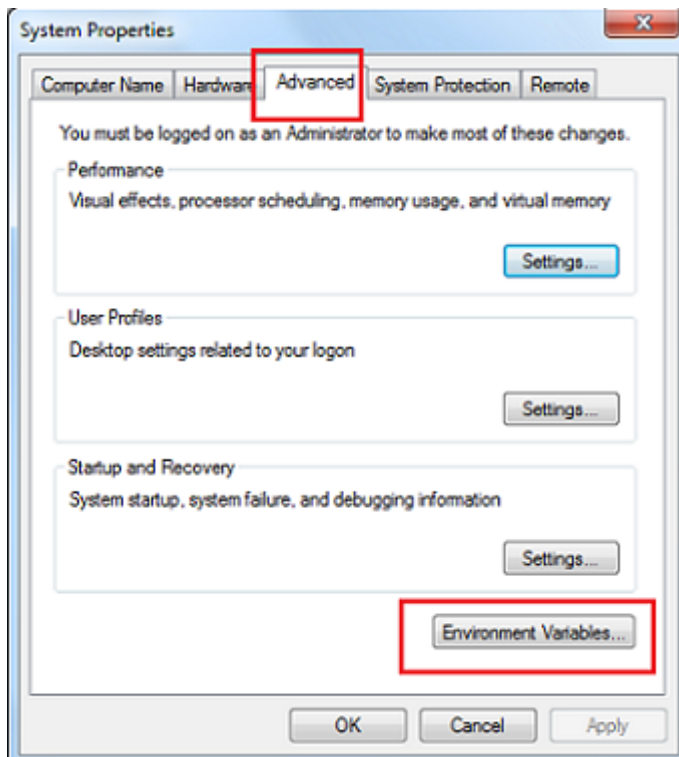 System Properties
Computer Name Hardware Advanced System Protection Remote
You must be logged on as an Administrator to make most of these changes.
Performance
Visual effects, processor scheduling, memory usage, and virtual memory
Settings...
User Profiles
Desktop settings related to your logon
Settings...
Startup and Recovery
System startup, system failure, and debugging information
Settings...
Environment Variables...
OK Cancel Apply